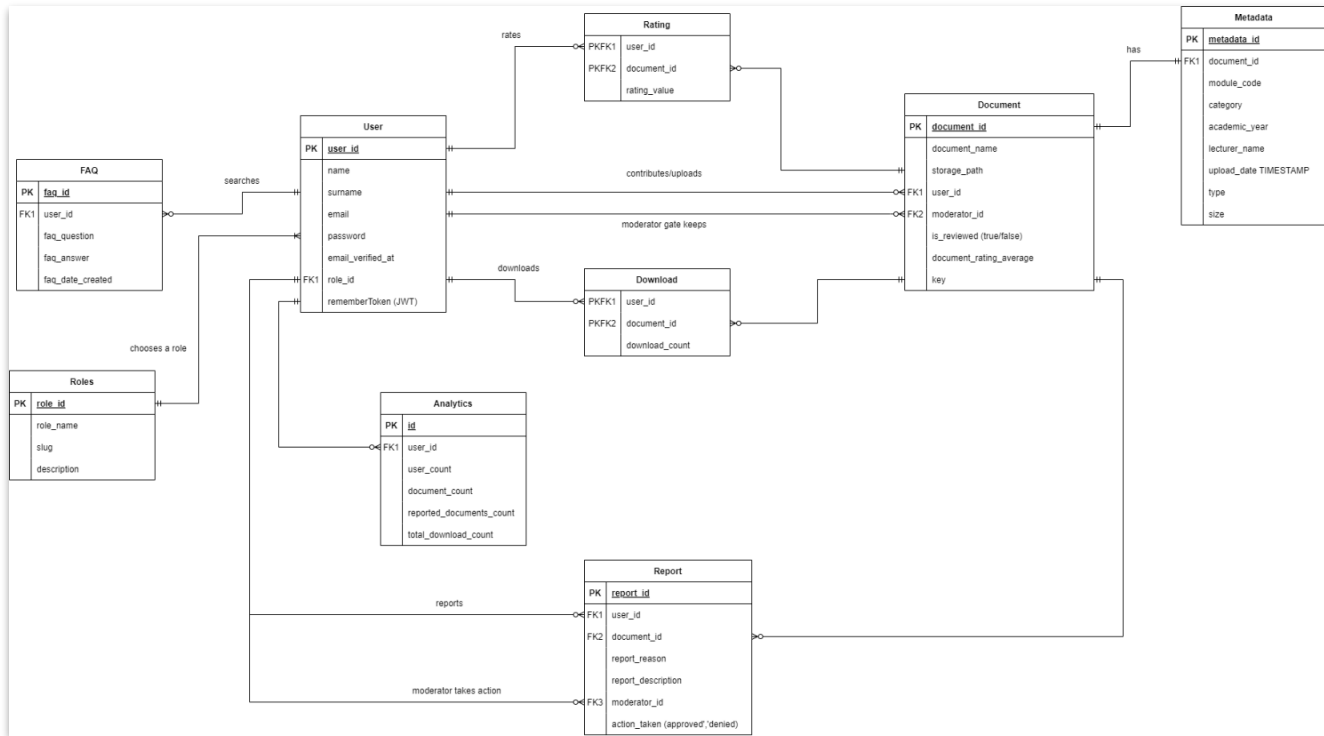 Rating
PKFK1 user_id
PKFK2 document_id
rating_value
rates
Metadata
PK metadata_id
FK1 document_id
module_code
category
academic_year
lecturer_name
upload_date TIMESTAMP
type
size
has
Document
PK document_id
document_name
storage_path
FK1 user_id
FK2 moderator_id
is_reviewed (true/false)
document_rating_average
key
User
PK user_id
name
surname
email
password
email_verified_at
FK1 role_id
rememberToken (JWT)
contributes/uploads
moderator gate keeps
FAQ
PK faq_id
FK1 user_id
faq_question
faq_answer
faq_date_created
searches
downloads
Download
PKFK1 user_id
PKFK2 document_id
download_count
chooses a role
Roles
PK role_id
role_name
slug
description
Analytics
PK id
FK1 user_id
user_count
document_count
reported_documents_count
total_download_count
Report
PK report_id
FK1 user_id
FK2 document_id
report_reason
report_description
FK3 moderator_id
action_taken (approved','denied)
reports
moderator takes action